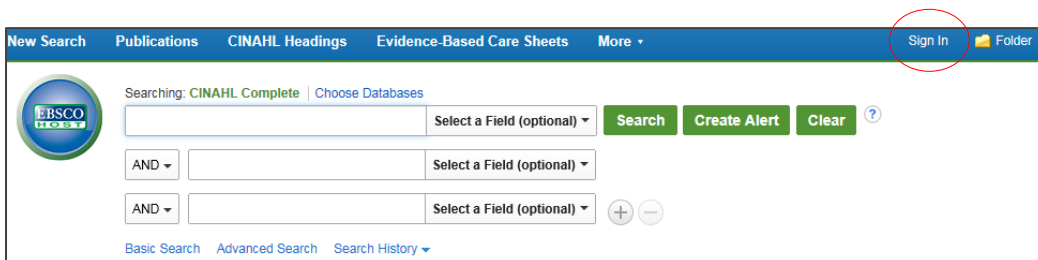 New Search Publications CINAHL Headings Evidence-Based Care Sheets More Sign In Folder
Searching: CINAHL Complete | Choose Databases
EBSCO
HOST
Select a Field (optional) Search Create Alert Clear ?
AND Select a Field (optional)
AND Select a Field (optional) + −
Basic Search Advanced Search Search History